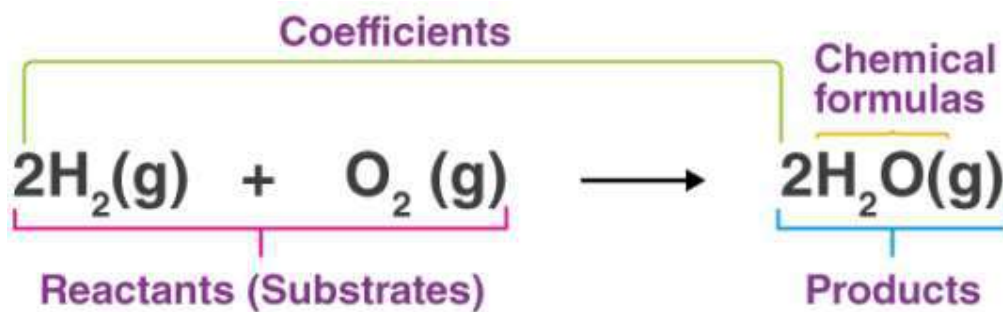 Coefficients
Chemical
formulas
2H₂(g) + O₂ (g) ⟶ 2H₂O(g)
Reactants (Substrates) Products